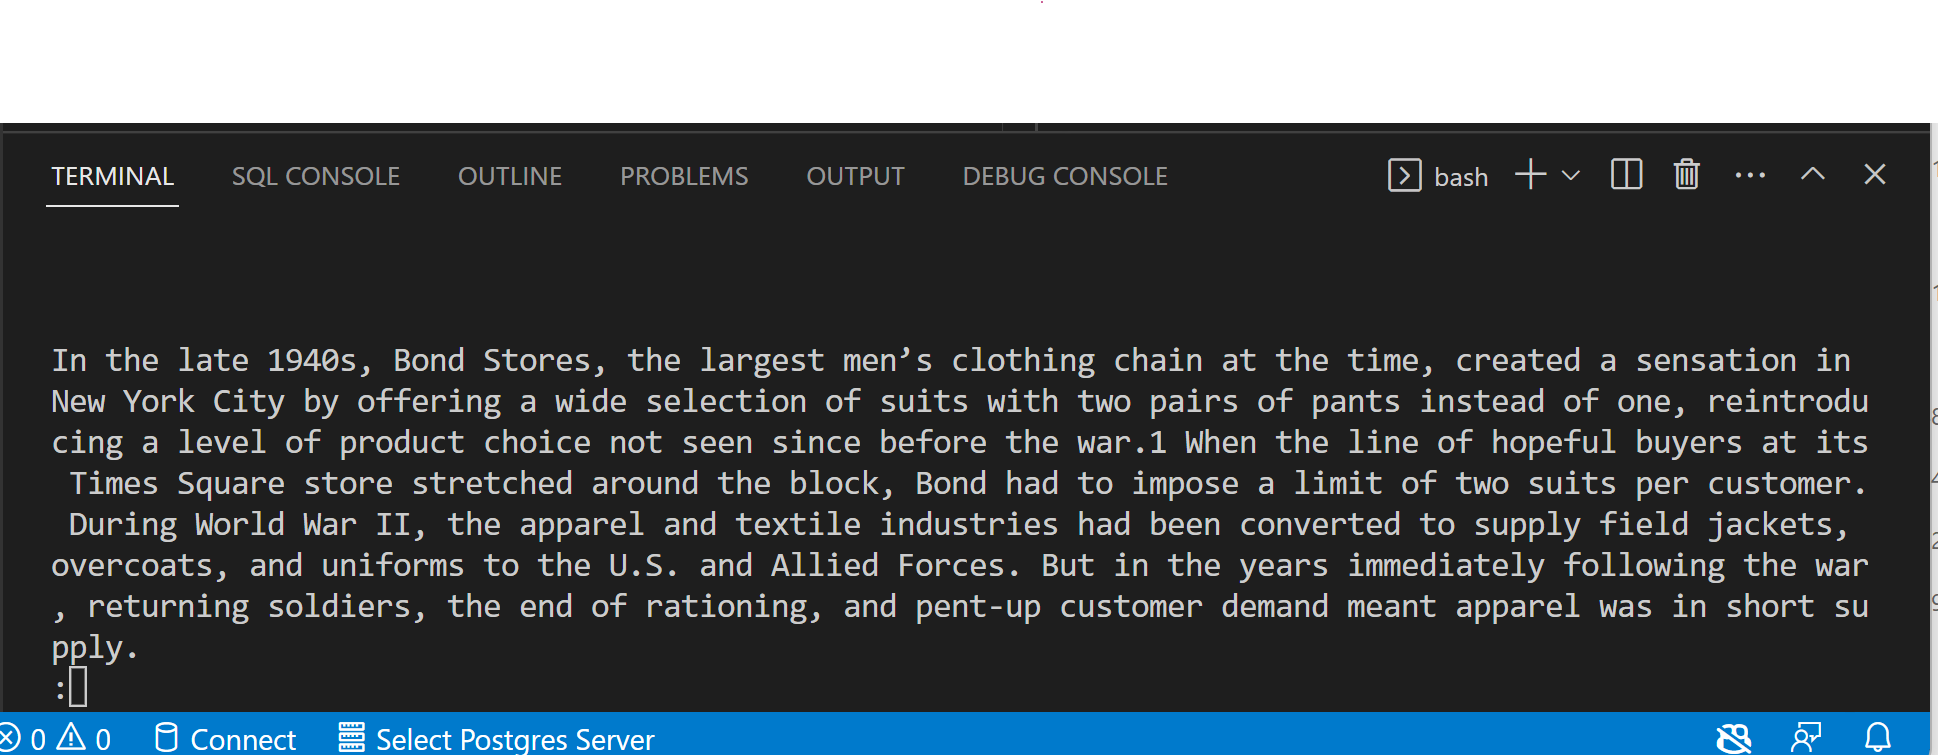 TERMINAL SQL CONSOLE OUTLINE PROBLEMS OUTPUT DEBUG CONSOLE bash
In the late 1940s, Bond Stores, the largest men’s clothing chain at the time, created a sensation in
New York City by offering a wide selection of suits with two pairs of pants instead of one, reintrodu
cing a level of product choice not seen since before the war.1 When the line of hopeful buyers at its
Times Square store stretched around the block, Bond had to impose a limit of two suits per customer.
During World War II, the apparel and textile industries had been converted to supply field jackets,
overcoats, and uniforms to the U.S. and Allied Forces. But in the years immediately following the war
, returning soldiers, the end of rationing, and pent-up customer demand meant apparel was in short su
pply.
:
0 0 Connect Select Postgres Server